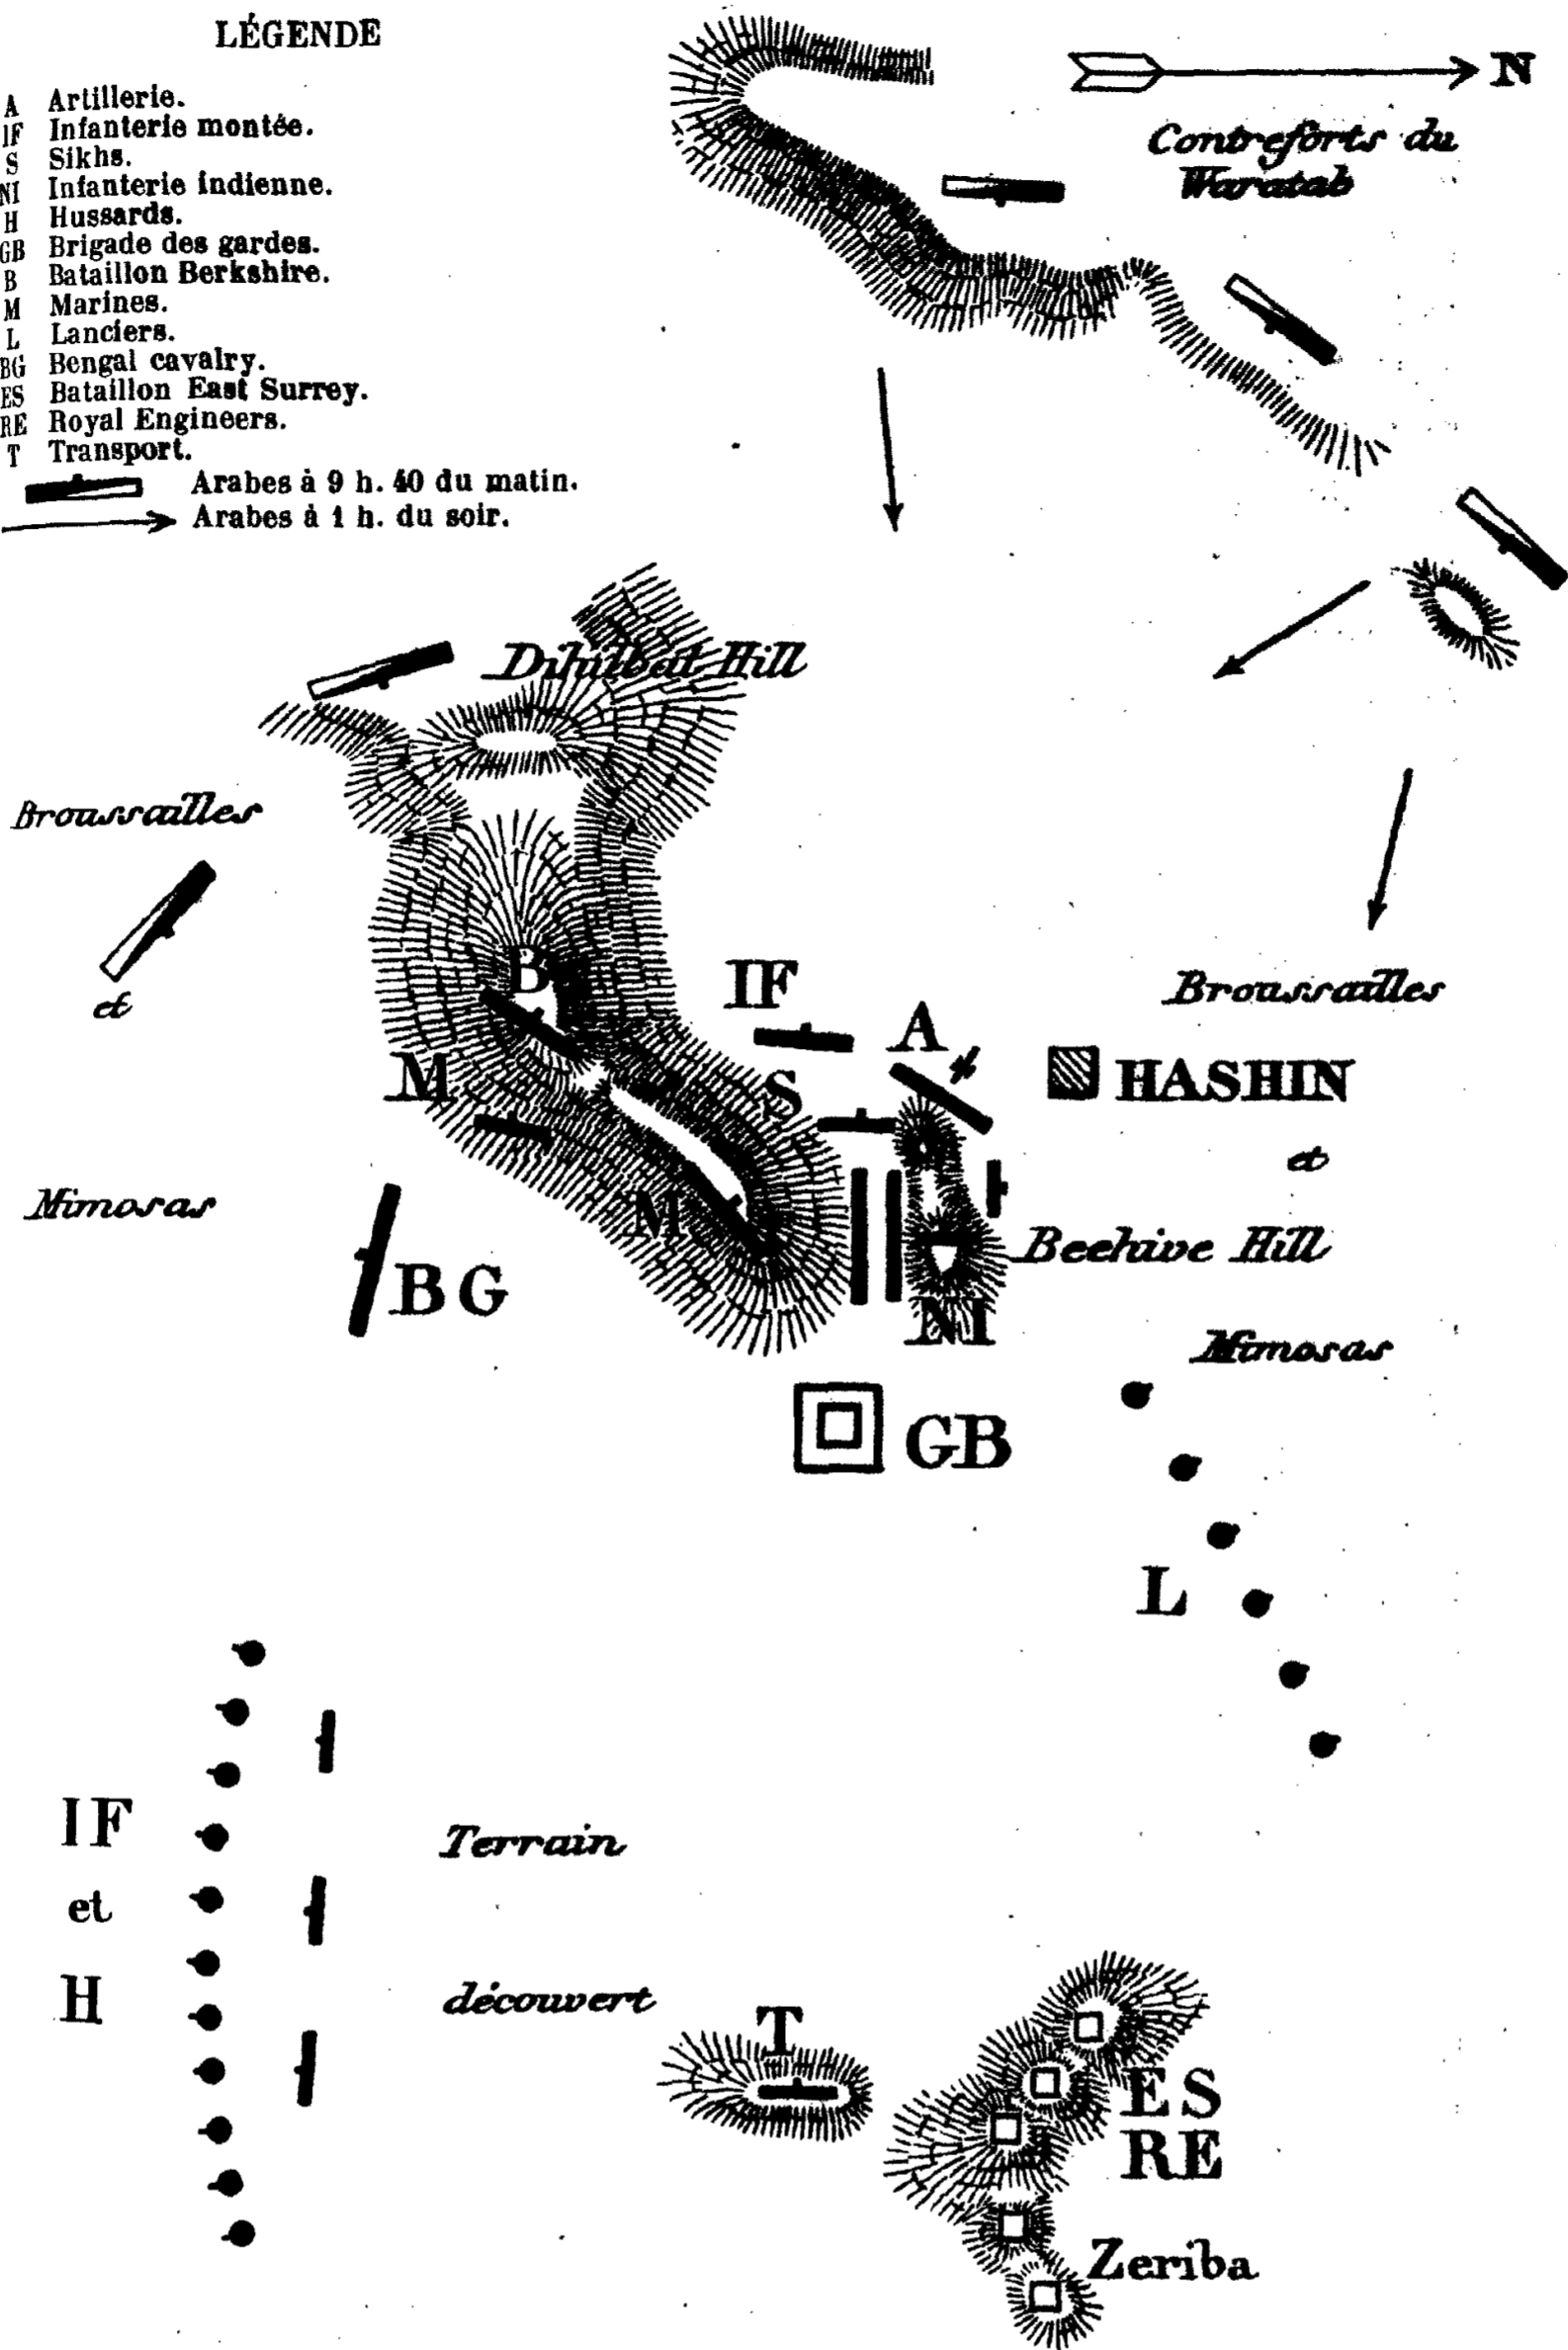 LÉGENDE
A Artillerie.
IF Infanterie montée.
S Sikhs.
NI Infanterie indienne.
H Hussards.
GB Brigade des gardes.
B Bataillon Berkshire.
M Marines.
L Lanciers.
BG Bengal cavalry.
ES Bataillon East Surrey.
RE Royal Engineers.
T Transport.
Arabes à 9 h. 40 du matin.
Arabes à 1 h. du soir.
N
Contreforts du
Waratab
Dihilbat Hill
Broussailles
et
Mimosas
B
M
M
BG
IF
A
S
NI
Broussailles
HASHIN
et
Beehive Hill
Mimosas
GB
L
IF
et
H
Terrain
découvert
T
ES
RE
Zeriba